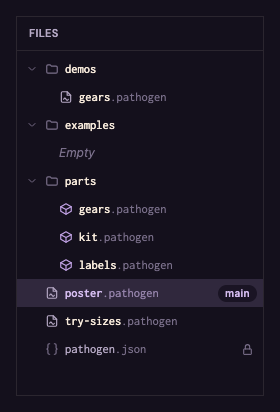 FILES
demos
gears.pathogen
examples
Empty
parts
gears.pathogen
kit.pathogen
labels.pathogen
poster.pathogen main
try-sizes.pathogen
{} pathogen.json